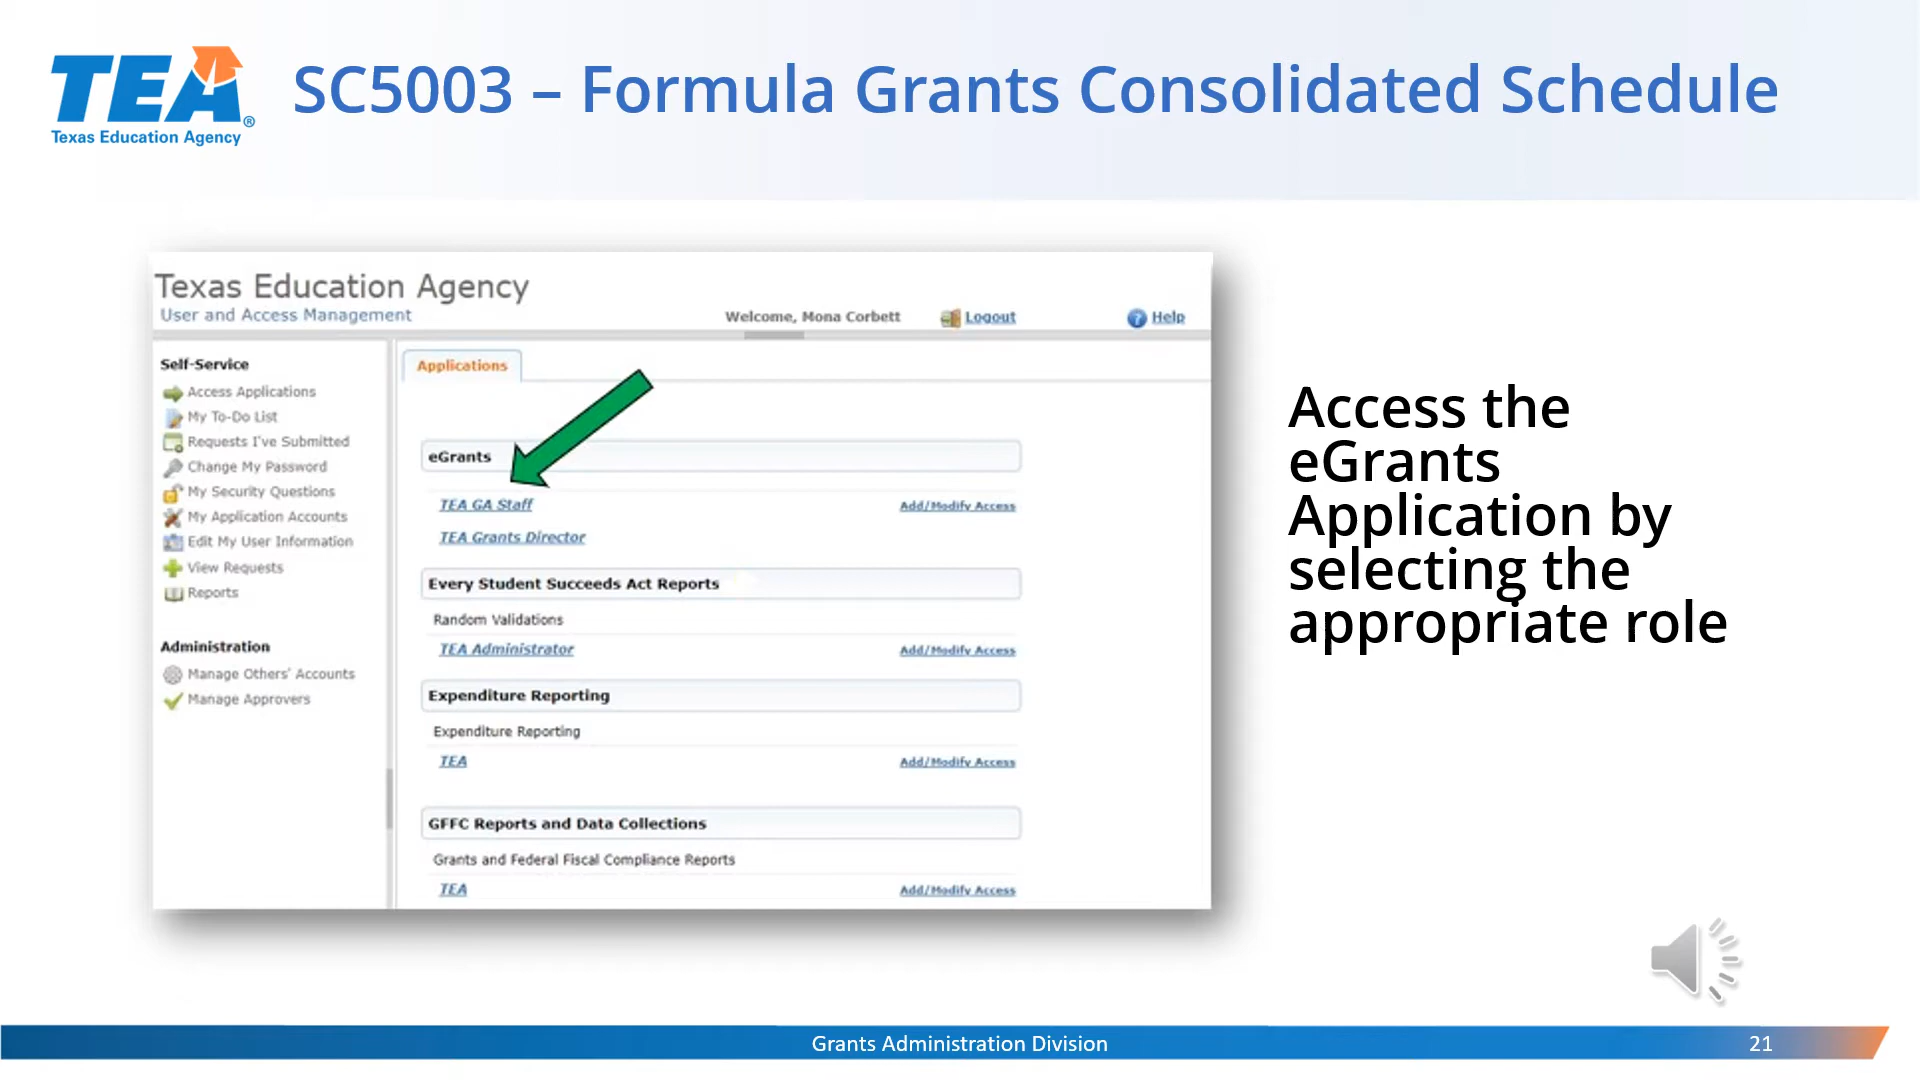 TEA®
Texas Education Agency
SC5003 – Formula Grants Consolidated Schedule
Texas Education Agency
User and Access Management
Welcome, Mona Corbett
Logout
Help
Self-Service
Access Applications
My To-Do List
Requests I've Submitted
Change My Password
My Security Questions
My Application Accounts
Edit My User Information
View Requests
Reports
Administration
Manage Others' Accounts
Manage Approvers
Applications
eGrants
TEA GA Staff
Add/Modify Access
TEA Grants Director
Every Student Succeeds Act Reports
Random Validations
TEA Administrator
Add/Modify Access
Expenditure Reporting
Expenditure Reporting
TEA
Add/Modify Access
GFFC Reports and Data Collections
Grants and Federal Fiscal Compliance Reports
TEA
Add/Modify Access
Access the
eGrants
Application by
selecting the
appropriate role
Grants Administration Division
21